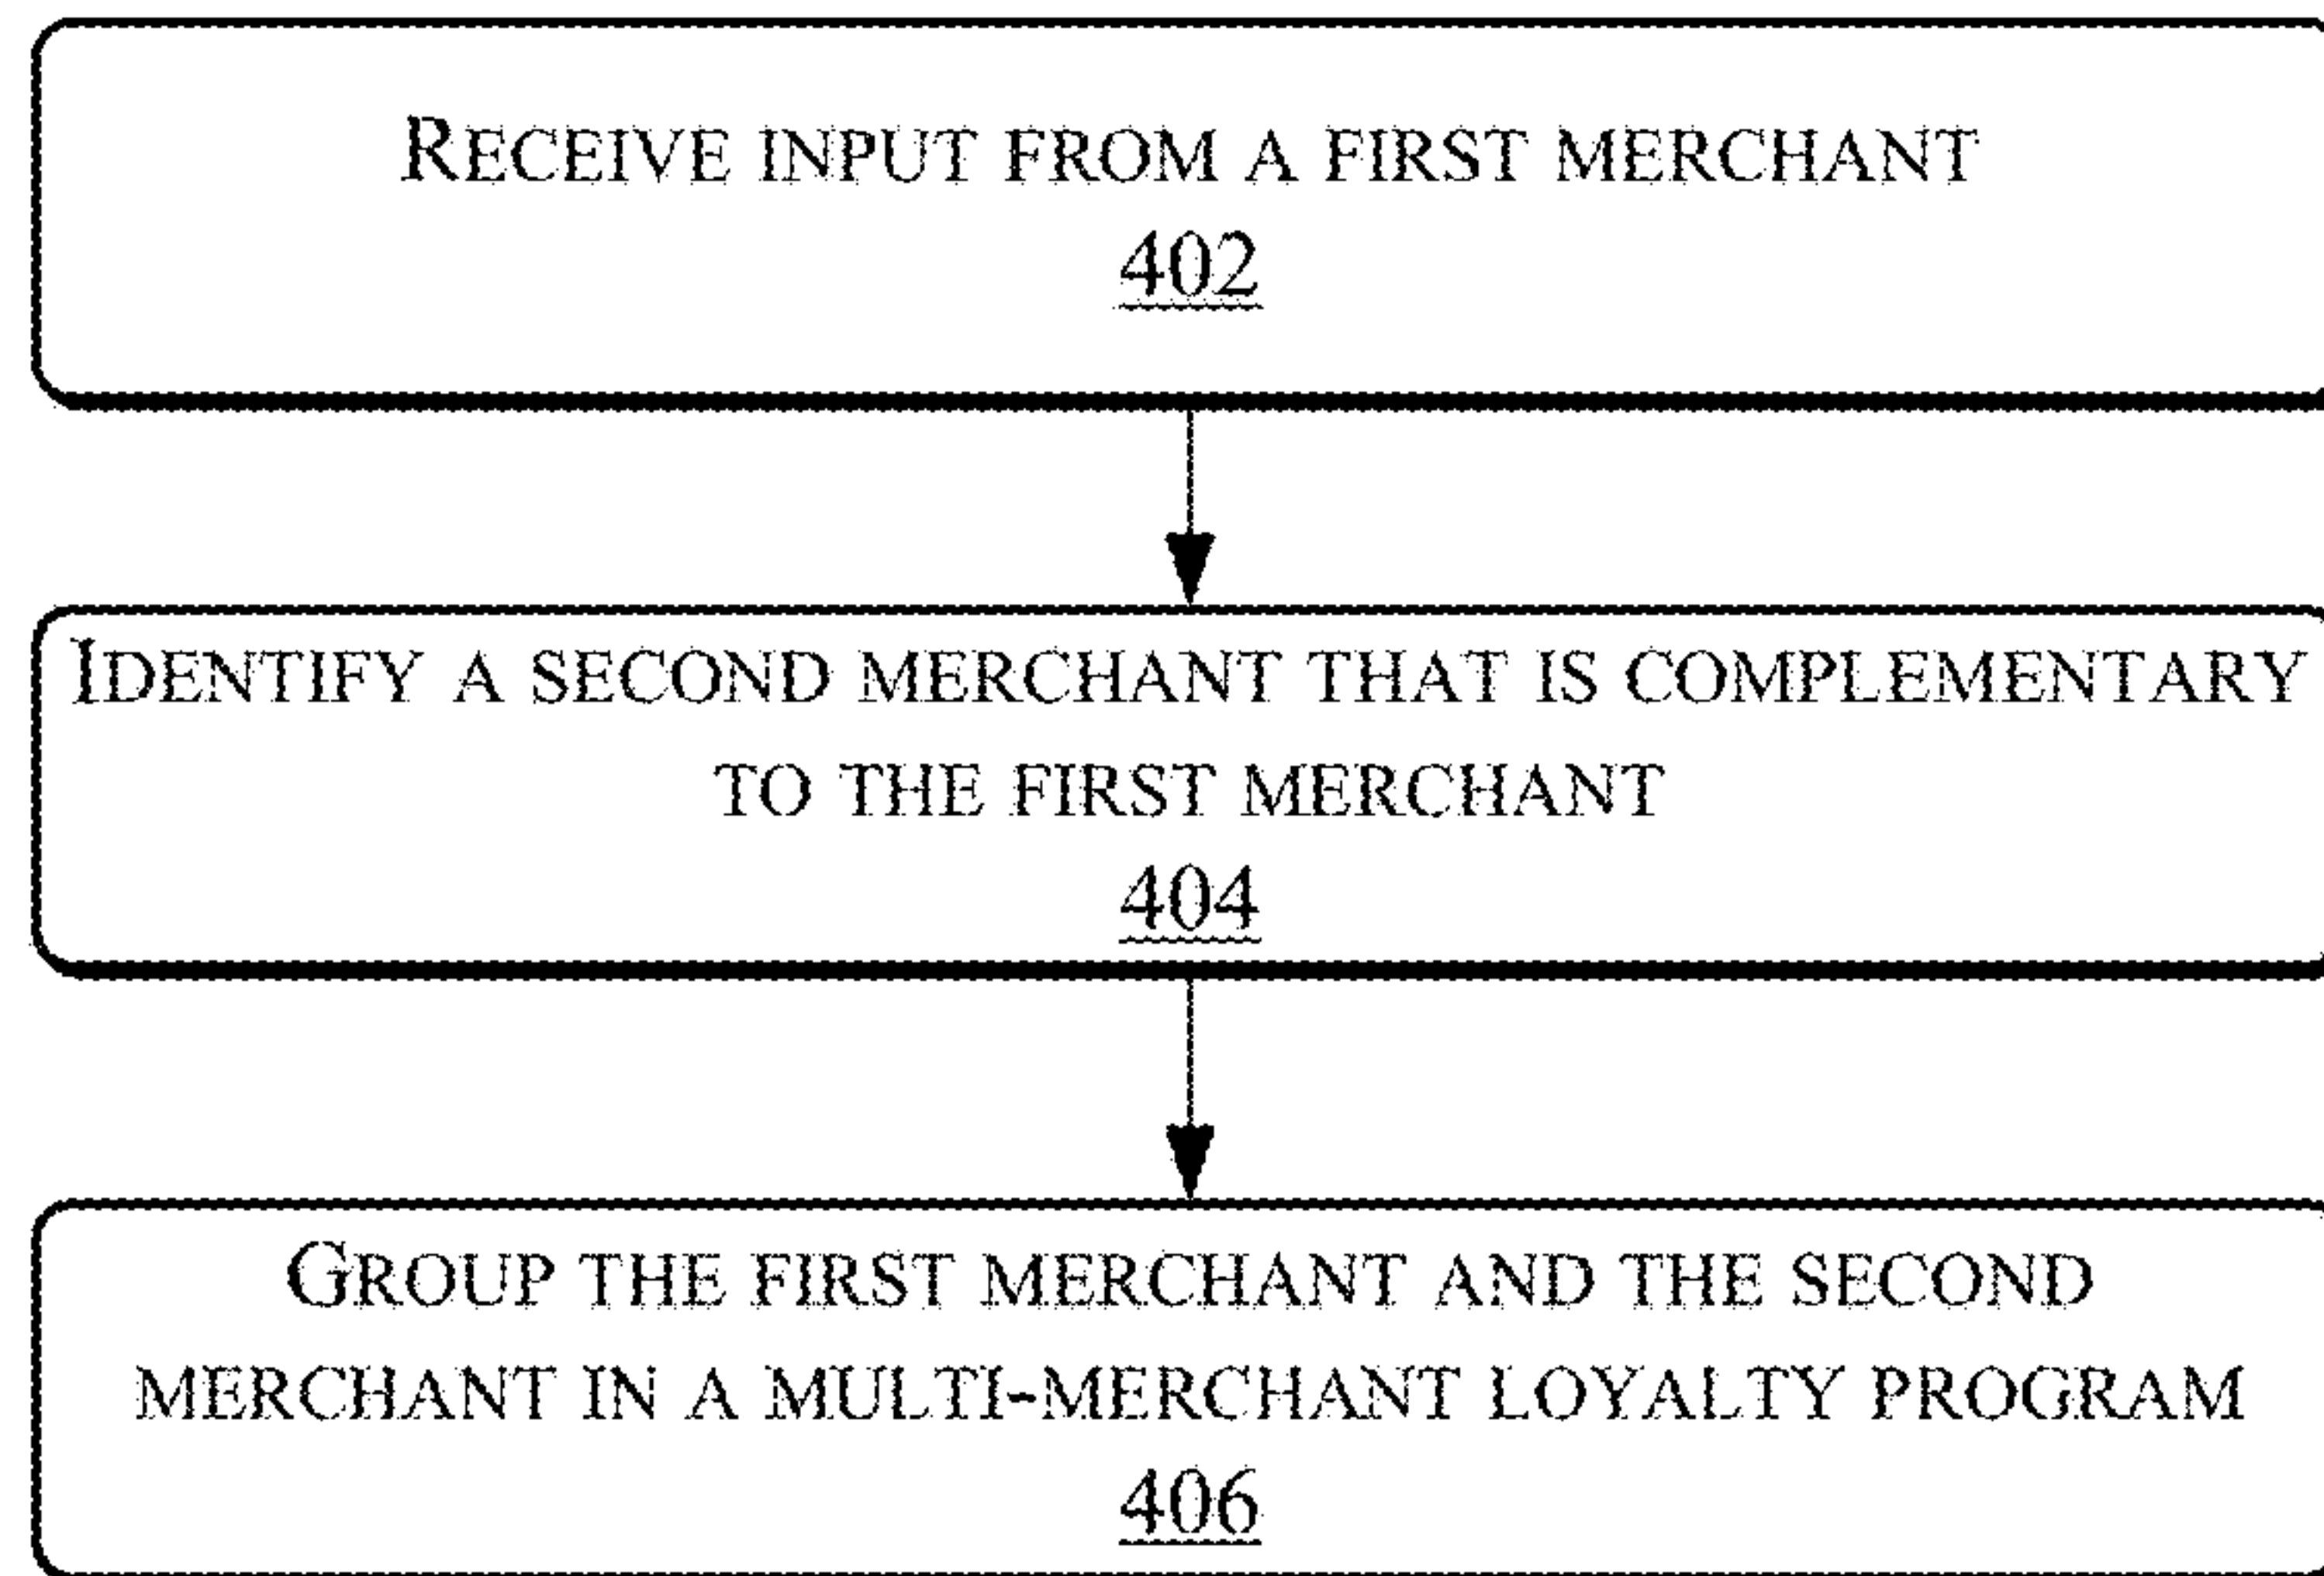 RECEIVE INPUT FROM A FIRST MERCHANT
402
IDENTIFY A SECOND MERCHANT THAT IS COMPLEMENTARY
TO THE FIRST MERCHANT
404
GROUP THE FIRST MERCHANT AND THE SECOND
MERCHANT IN A MULTI-MERCHANT LOYALTY PROGRAM
406